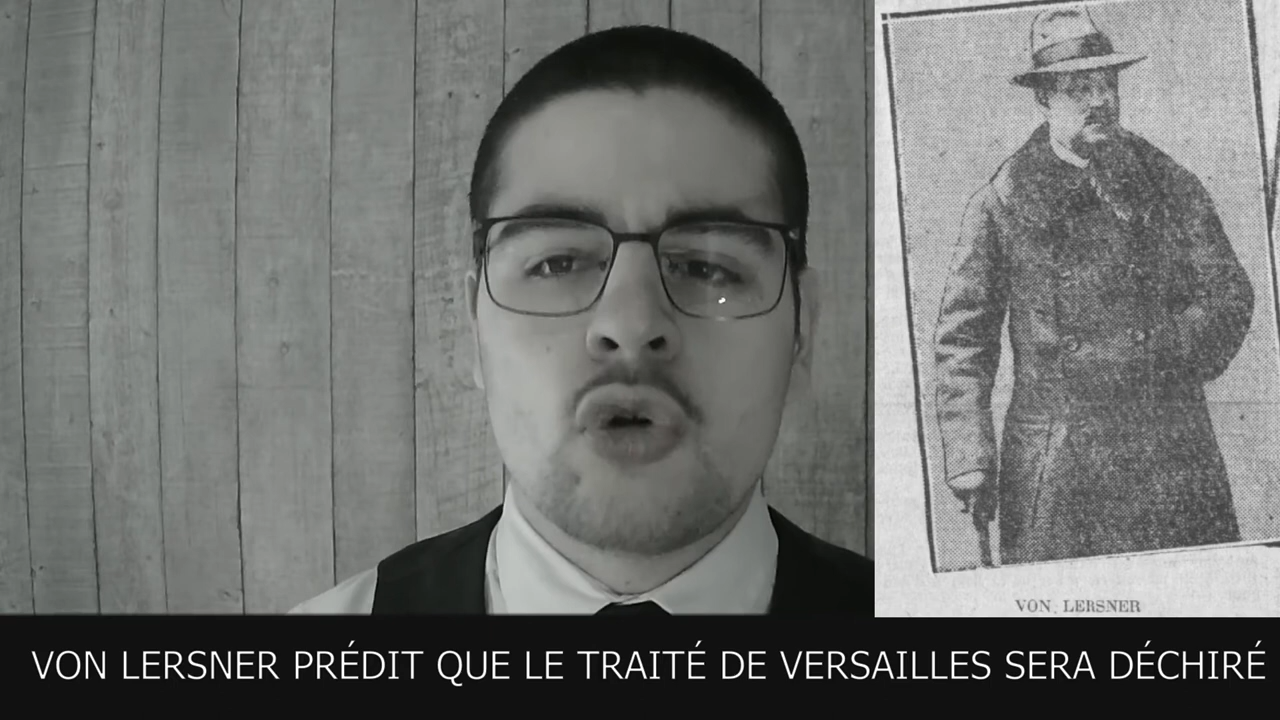 VON LERSNER
VON LERSNER PRÉDIT QUE LE TRAITÉ DE VERSAILLES SERA DÉCHIRÉ